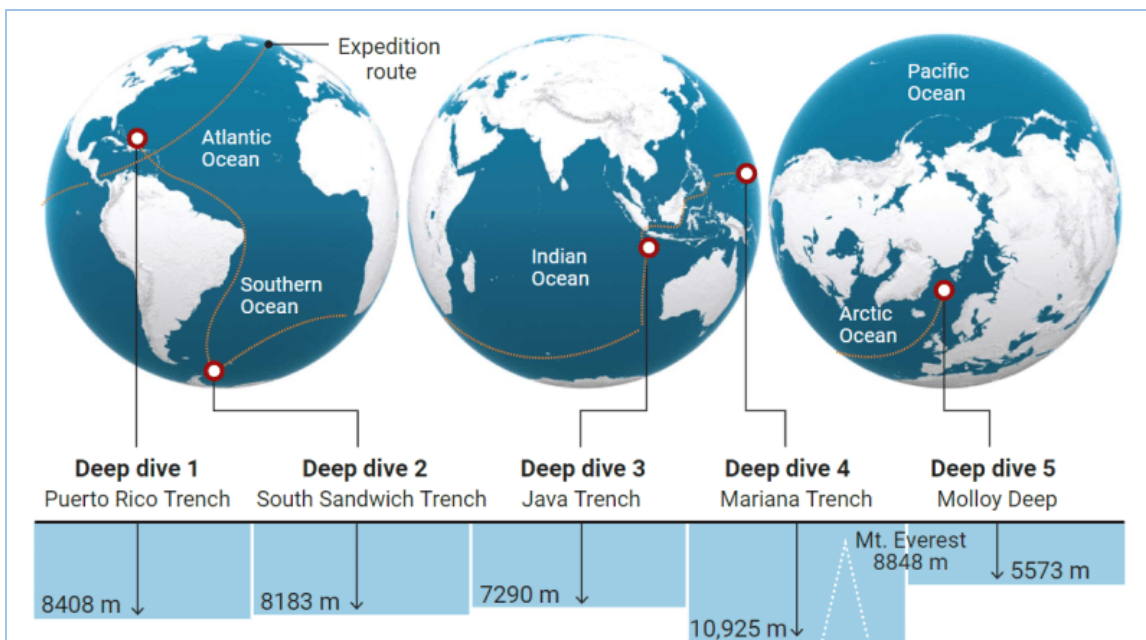 Expedition
route
Atlantic
Ocean
Southern
Ocean
Indian
Ocean
Pacific
Ocean
Arctic
Ocean
Deep dive 1
Puerto Rico Trench
8408 m
Deep dive 2
South Sandwich Trench
8183 m
Deep dive 3
Java Trench
7290 m
Deep dive 4
Mariana Trench
10,925 m
Mt. Everest
8848 m
Deep dive 5
Molloy Deep
5573 m